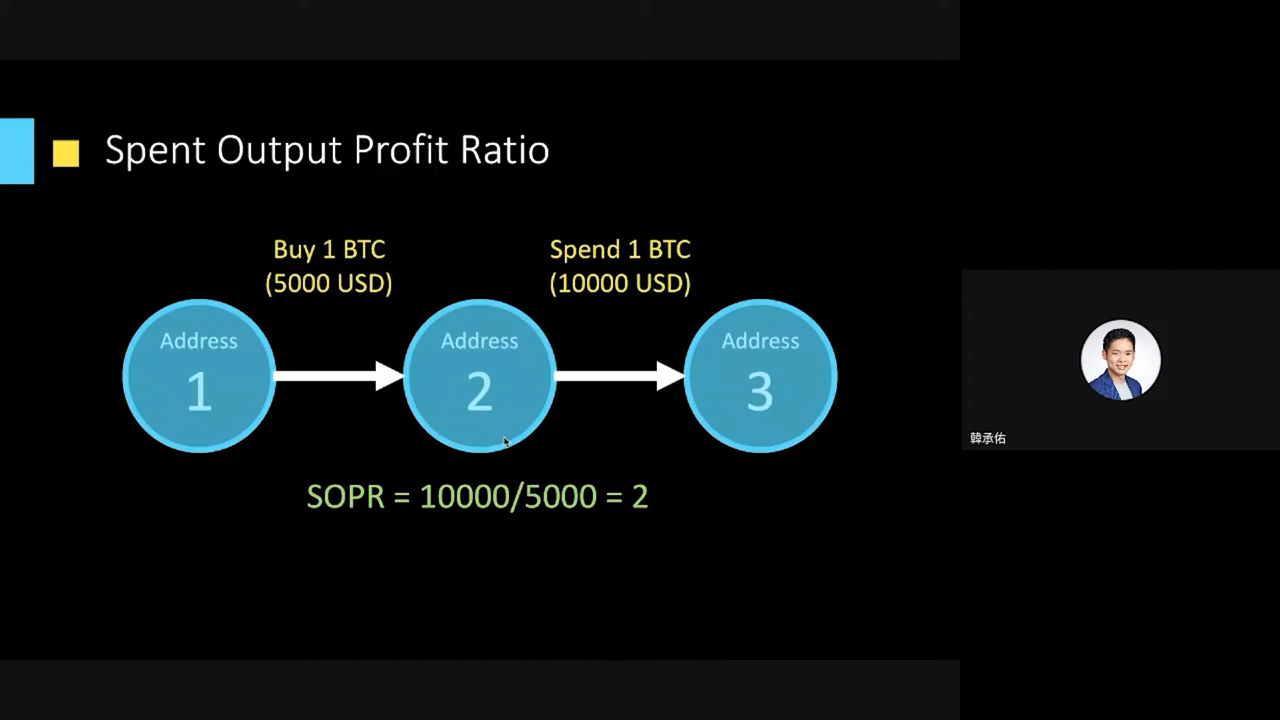 Spent Output Profit Ratio
Buy 1 BTC
(5000 USD)
Spend 1 BTC
(10000 USD)
Address
1
Address
2
Address
3
SOPR = 10000/5000 = 2
韓承佑